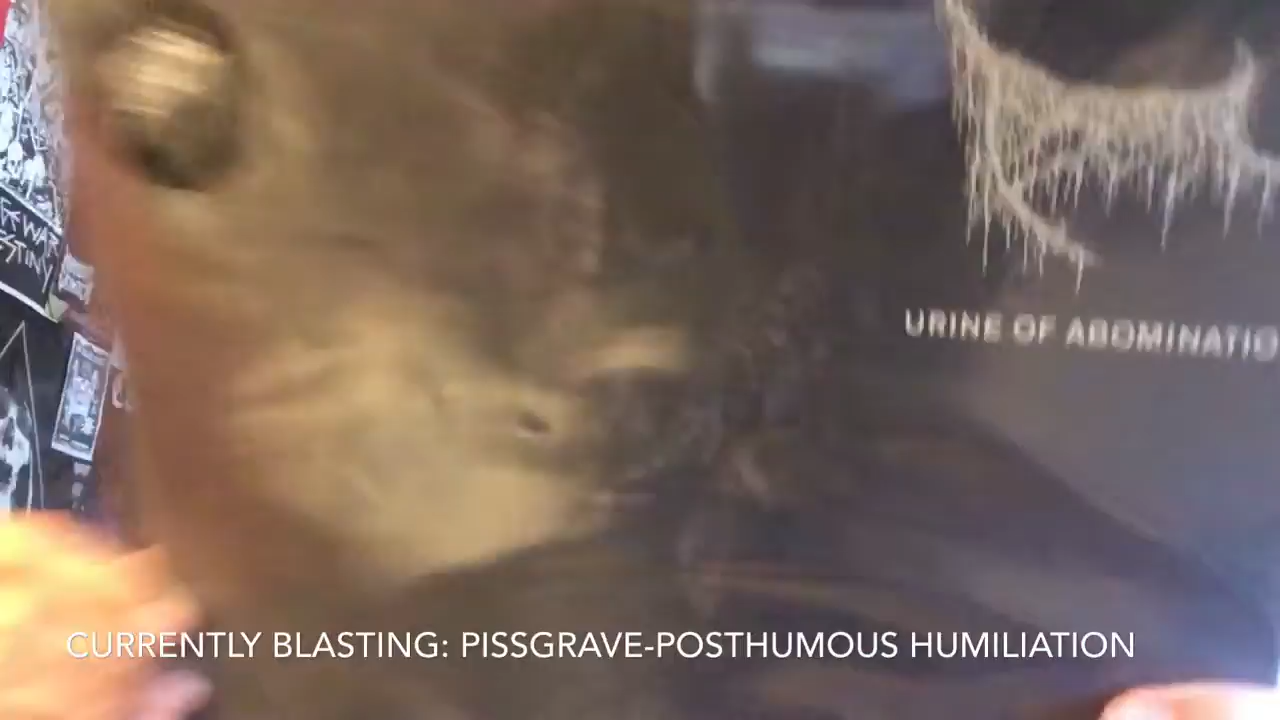 URINE OF ABOMINATIO
CURRENTLY BLASTING: PISSGRAVE-POSTHUMOUS HUMILIATION